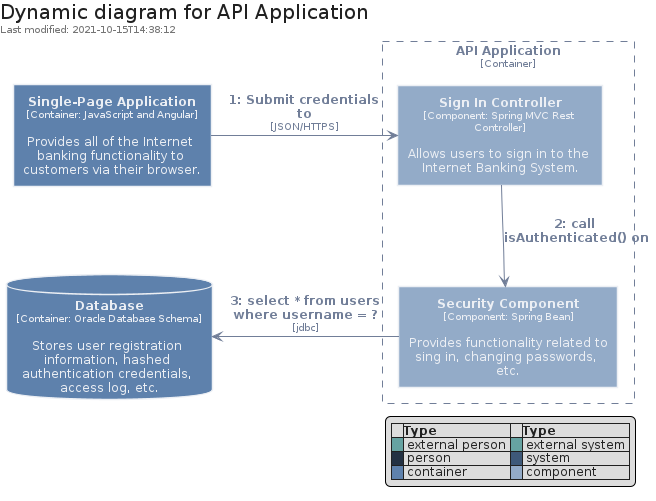 Dynamic diagram for API Application
Last modified: 2021-10-15T14:38:12
API Application
[Container]
Single-Page Application
[Container: JavaScript and Angular]
Provides all of the Internet
banking functionality to
customers via their browser.
1: Submit credentials
to
[JSON/HTTPS]
Sign In Controller
[Component: Spring MVC Rest
Controller]
Allows users to sign in to the
Internet Banking System.
2: call
isAuthenticated() on
Database
[Container: Oracle Database Schema]
Stores user registration
information, hashed
authentication credentials,
access log, etc.
3: select * from users
where username = ?
[jdbc]
Security Component
[Component: Spring Bean]
Provides functionality related to
sing in, changing passwords,
etc.
Type Type
external person external system
person system
container component